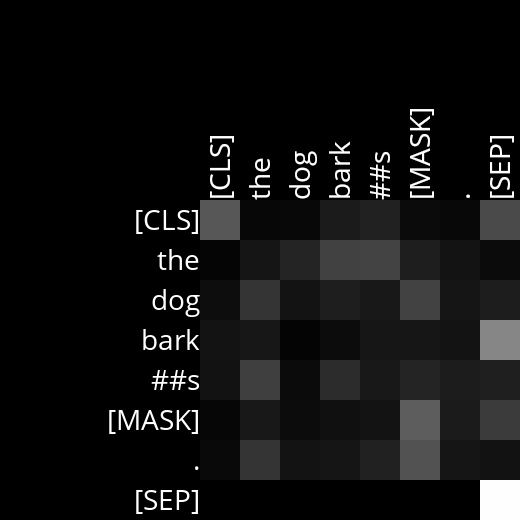 [CLS] the dog bark ##s [MASK] . [SEP]
[CLS]
the
dog
bark
##s
[MASK]
.
[SEP]